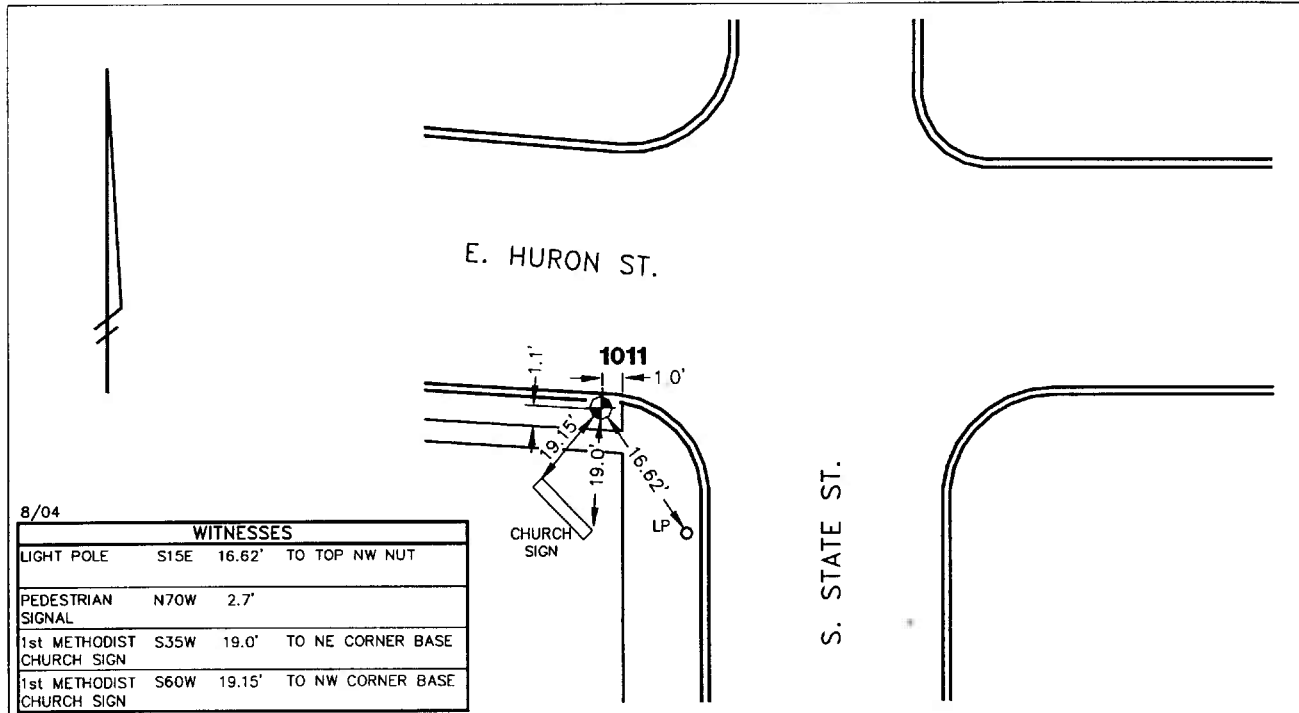 E. HURON ST.
1011
1.1'
1 0'
19.15'
19.0'
16.62'
CHURCH
SIGN
LP
S. STATE ST.
8/04
WITNESSES
LIGHT POLE S15E 16.62' TO TOP NW NUT
PEDESTRIAN N70W 2.7'
SIGNAL
1st METHODIST S35W 19.0' TO NE CORNER BASE
CHURCH SIGN
1st METHODIST S60W 19.15' TO NW CORNER BASE
CHURCH SIGN